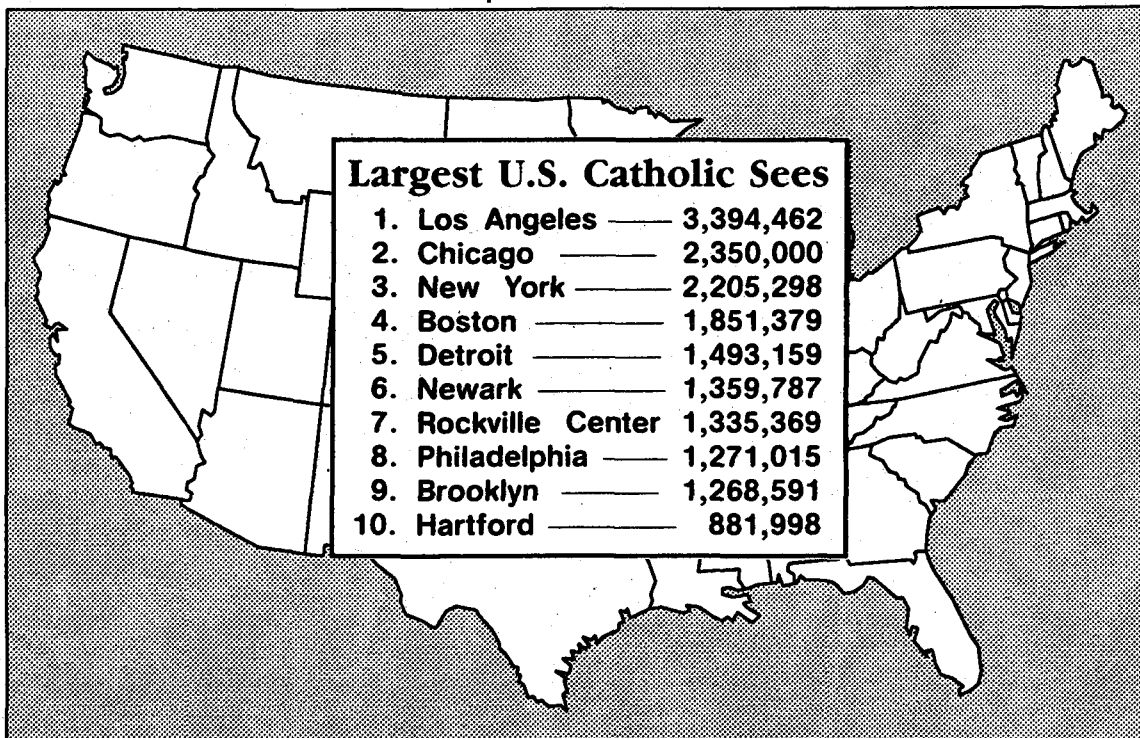 Largest U.S. Catholic Sees
1. Los Angeles 3,394,462
2. Chicago 2,350,000
3. New York 2,205,298
4. Boston 1,851,379
5. Detroit 1,493,159
6. Newark 1,359,787
7. Rockville Center 1,335,369
8. Philadelphia 1,271,015
9. Brooklyn 1,268,591
10. Hartford 881,998